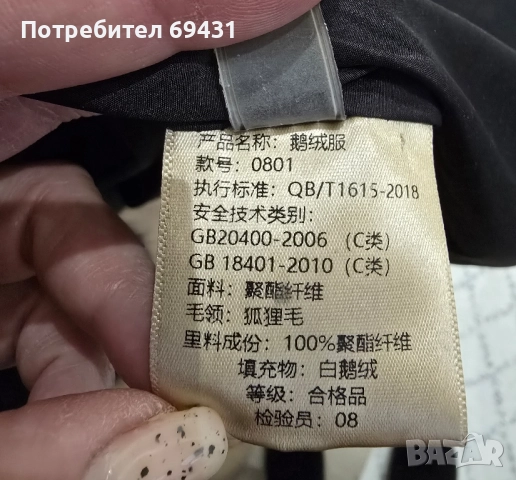 Потребител 69431
产品名称: 鹅绒服
款号: 0801
执行标准: QB/T1615-2018
安全技术类别:
GB20400-2006 (C类)
GB 18401-2010 (C类)
面料: 聚酯纤维
毛领: 狐狸毛
里料成份: 100%聚酯纤维
填充物: 白鹅绒
等级: 合格品
检验员: 08
BAZAR